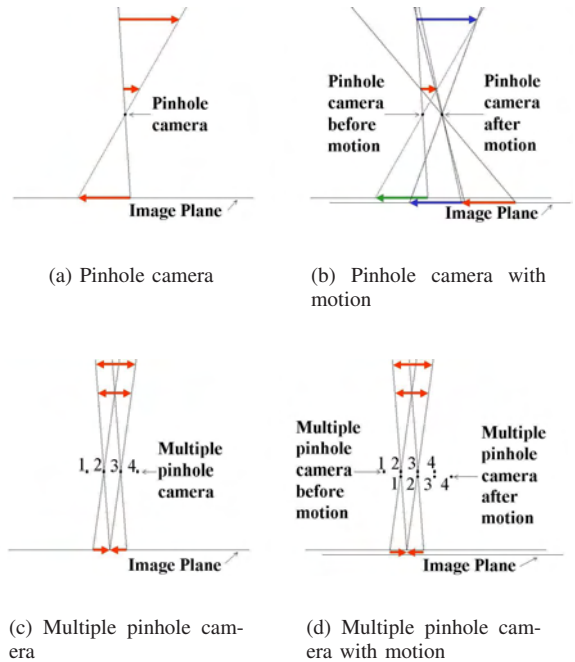 Pinhole
camera
Image Plane
(a) Pinhole camera
Pinhole
camera
before
motion
Pinhole
camera
after
motion
Image Plane
(b) Pinhole camera with
motion
1 2 3 4
Multiple
pinhole
camera
Image Plane
(c) Multiple pinhole cam-
era
Multiple
pinhole
camera
before
motion
1 2 3 4
1 2 3 4
Multiple
pinhole
camera
after
motion
Image Plane
(d) Multiple pinhole cam-
era with motion